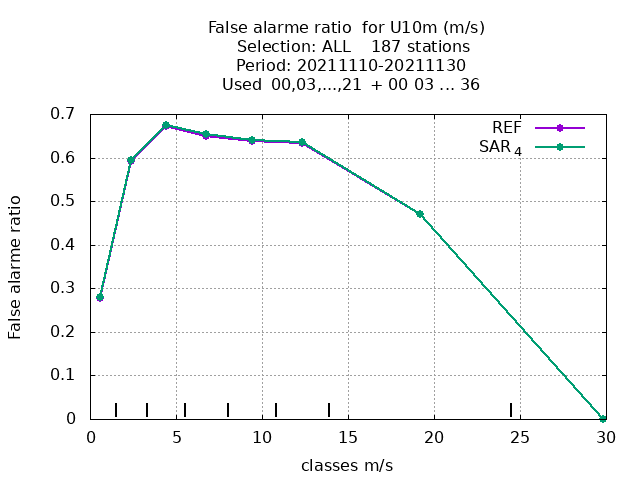 False alarme ratio for U10m (m/s)
Selection: ALL 187 stations
Period: 20211110-20211130
Used 00,03,...,21 + 00 03 ... 36
REF
SAR4
0.7
0.6
0.5
0.4
0.3
0.2
0.1
0
False alarme ratio
0 5 10 15 20 25 30
classes m/s